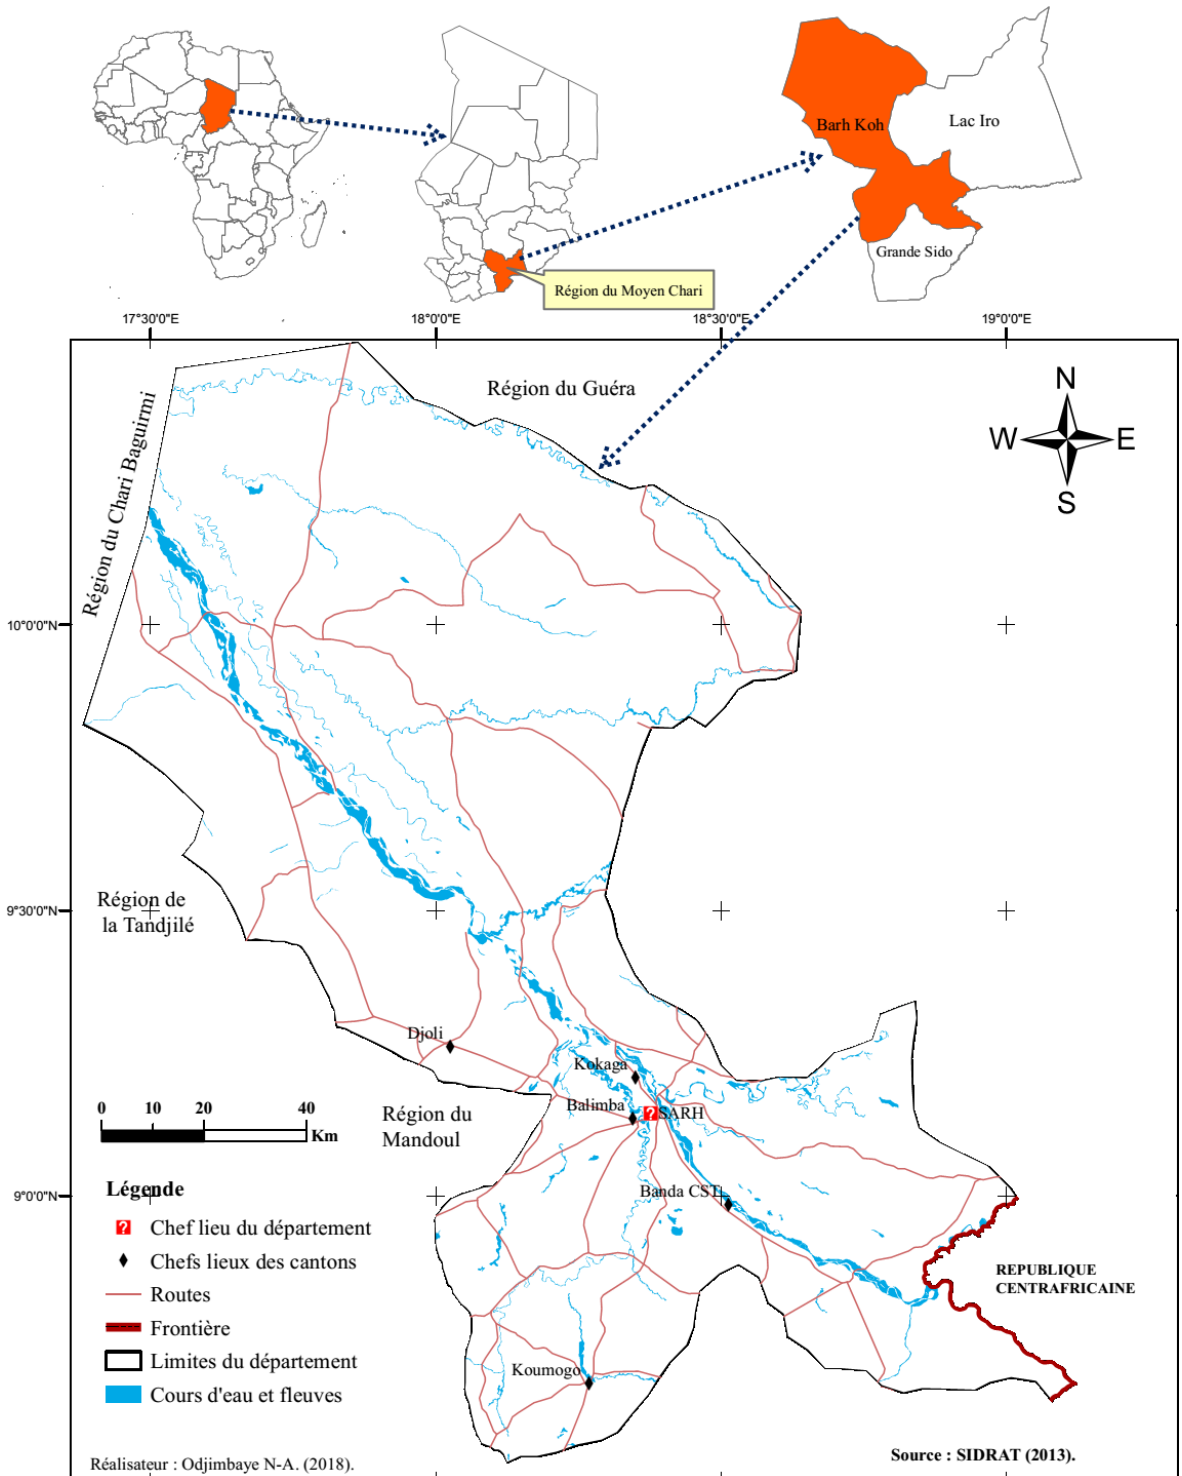 Barh Koh
Lac Iro
Grande Sido
Région du Moyen Chari
17°30'0"E
18°0'0"E
18°30'0"E
19°0'0"E
Région du Guéra
Région du Chari Baguirmi
N
W
E
S
10°0'0"N
9°30'0"N
Région de
la Tandjilé
Djoli
Kokaga
Balimba
?
SARH
Région du
Mandoul
0 10 20 40
Km
9°0'0"N
Banda CST
Légende
? Chef lieu du département
Chefs lieux des cantons
Routes
Frontière
Limites du département
Cours d'eau et fleuves
REPUBLIQUE
CENTRAFRICAINE
Koumogo
Réalisateur : Odjimbaye N-A. (2018).
Source : SIDRAT (2013).